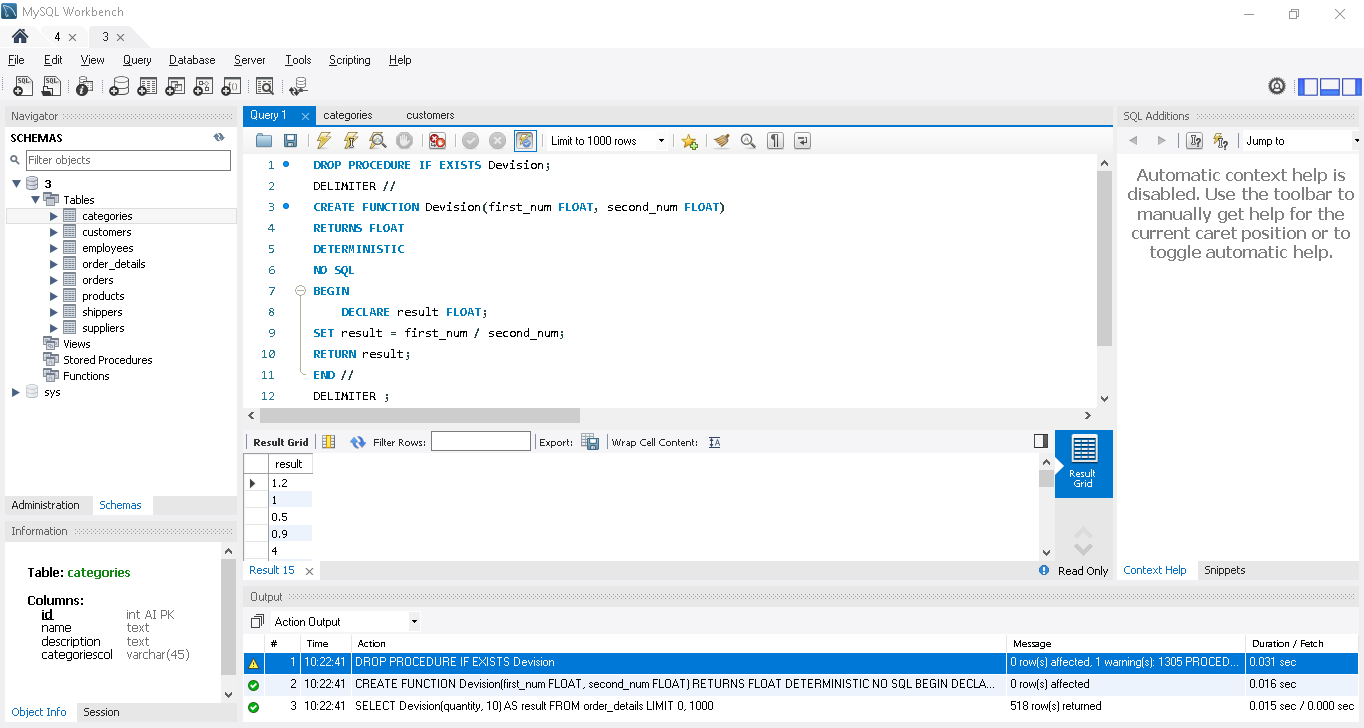 MySQL Workbench
4
3
File Edit View Query Database Server Tools Scripting Help
Navigator
SCHEMAS
Filter objects
3
Tables
categories
customers
employees
order_details
orders
products
shippers
suppliers
Views
Stored Procedures
Functions
sys
Administration Schemas
Information
Table: categories
Columns:
id int AI PK
name text
description text
categoriescol varchar(45)
Object Info Session
Query 1 categories customers
Limit to 1000 rows
1 DROP PROCEDURE IF EXISTS Devision;
2 DELIMITER //
3 CREATE FUNCTION Devision(first_num FLOAT, second_num FLOAT)
4 RETURNS FLOAT
5 DETERMINISTIC
6 NO SQL
7 BEGIN
8 DECLARE result FLOAT;
9 SET result = first_num / second_num;
10 RETURN result;
11 END //
12 DELIMITER ;
Result Grid Filter Rows: Export: Wrap Cell Content:
result
1.2
1
0.5
0.9
4
Result Grid
Result 15 Read Only
SQL Additions
Jump to
Automatic context help is
disabled. Use the toolbar to
manually get help for the
current caret position or to
toggle automatic help.
Context Help Snippets
Output
Action Output
# Time Action Message Duration / Fetch
1 10:22:41 DROP PROCEDURE IF EXISTS Devision 0 row(s) affected, 1 warning(s): 1305 PROCED... 0.031 sec
2 10:22:41 CREATE FUNCTION Devision(first_num FLOAT, second_num FLOAT) RETURNS FLOAT DETERMINISTIC NO SQL BEGIN DECLA... 0 row(s) affected 0.016 sec
3 10:22:41 SELECT Devision(quantity, 10) AS result FROM order_details LIMIT 0, 1000 518 row(s) returned 0.015 sec / 0.000 sec